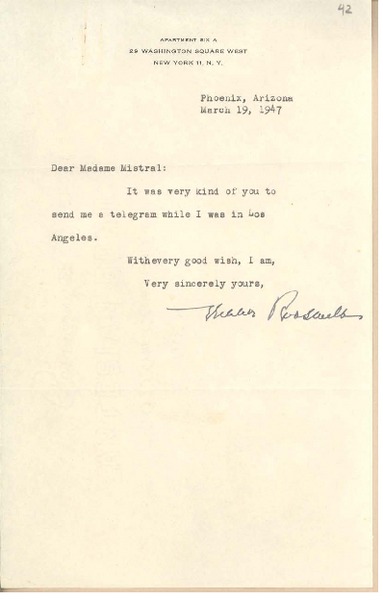 42
APARTMENT SIX A
29 WASHINGTON SQUARE WEST
NEW YORK 11, N. Y.
Phoenix, Arizona
March 19, 1947
Dear Madame Mistral:
It was very kind of you to
send me a telegram while I was in Los
Angeles.
Withevery good wish, I am,
Very sincerely yours,
Eleanor Roosevelt